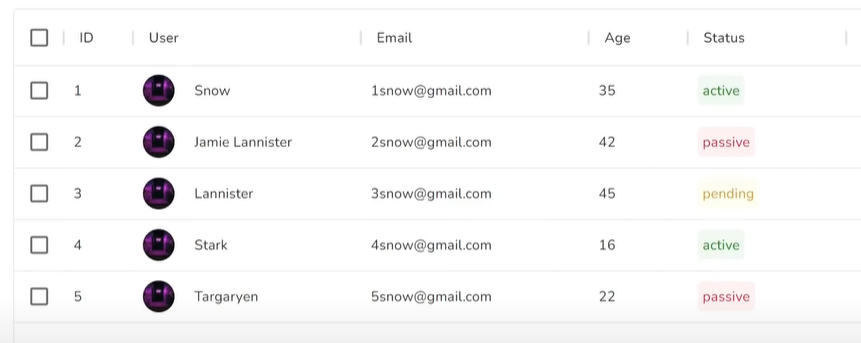 ID User Email Age Status
1 Snow 1snow@gmail.com 35 active
2 Jamie Lannister 2snow@gmail.com 42 passive
3 Lannister 3snow@gmail.com 45 pending
4 Stark 4snow@gmail.com 16 active
5 Targaryen 5snow@gmail.com 22 passive